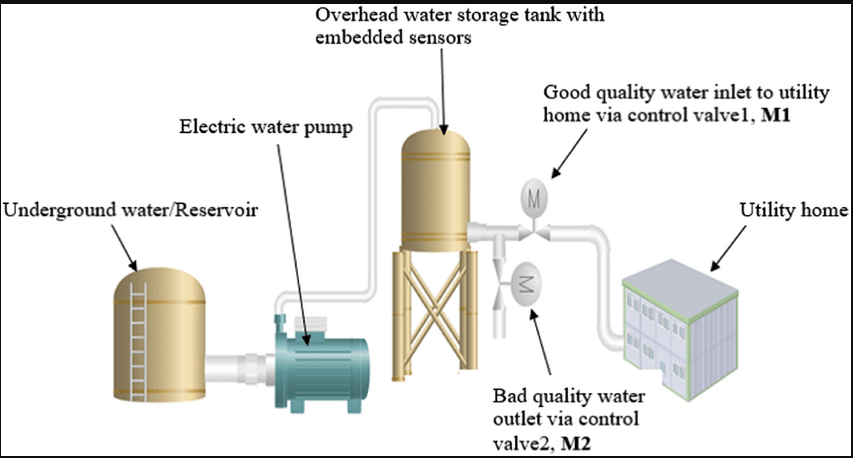 Overhead water storage tank with
embedded sensors
Good quality water inlet to utility
home via control valve1, M1
Electric water pump
Underground water/Reservoir
M
Utility home
M
Bad quality water
outlet via control
valve2, M2